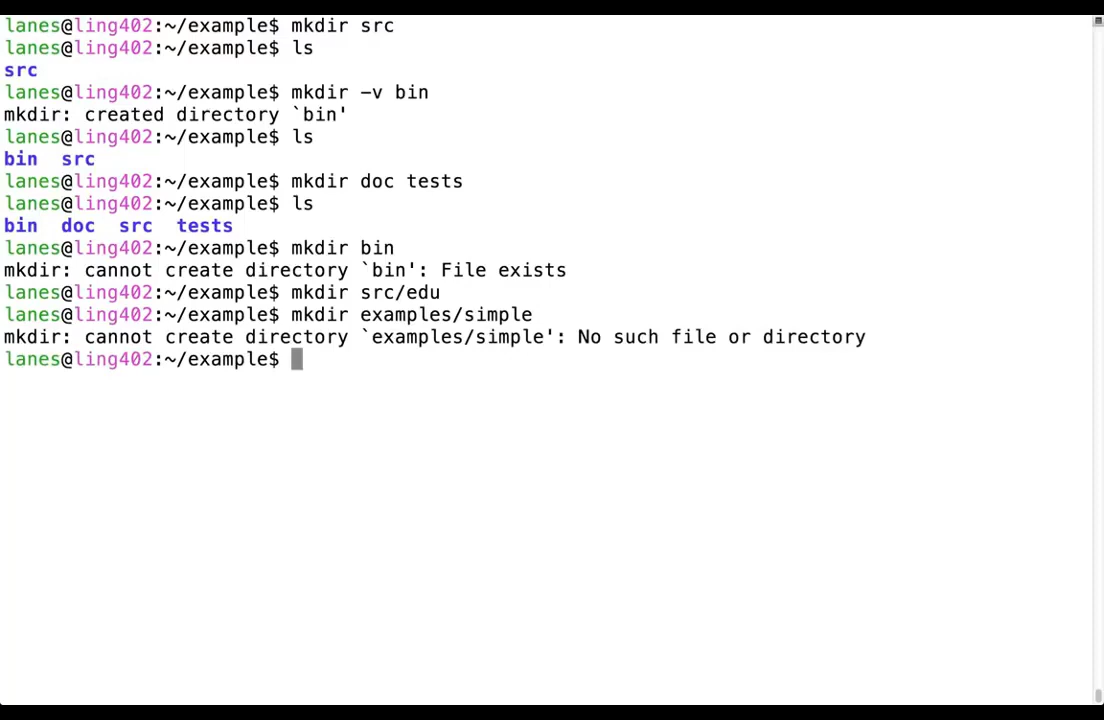 lanes@ling402:~/example$ mkdir src
lanes@ling402:~/example$ ls
src
lanes@ling402:~/example$ mkdir -v bin
mkdir: created directory `bin'
lanes@ling402:~/example$ ls
bin  src
lanes@ling402:~/example$ mkdir doc tests
lanes@ling402:~/example$ ls
bin  doc  src  tests
lanes@ling402:~/example$ mkdir bin
mkdir: cannot create directory `bin': File exists
lanes@ling402:~/example$ mkdir src/edu
lanes@ling402:~/example$ mkdir examples/simple
mkdir: cannot create directory `examples/simple': No such file or directory
lanes@ling402:~/example$